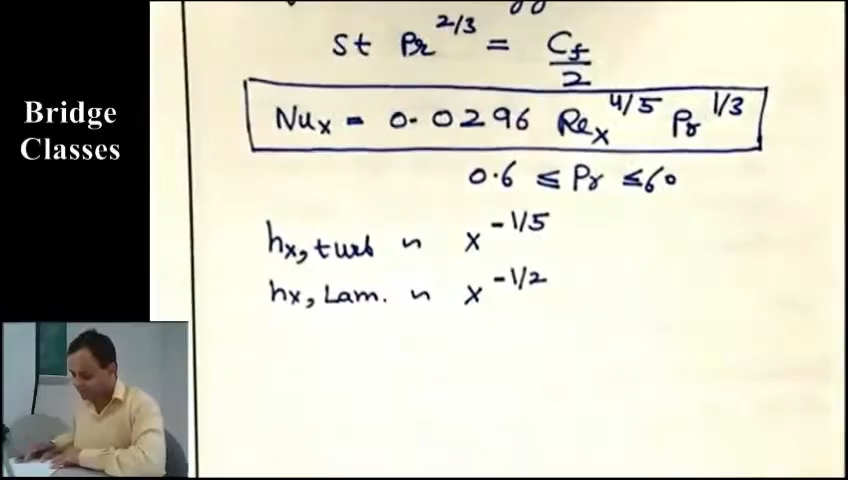 Bridge
Classes
St Pr^2/3 = Cf/2
Nux = 0.0296 Rex^4/5 Pr^1/3
0.6 ≤ Pr ≤ 60
hx, turb ~ x^-1/5
hx, Lam. ~ x^-1/2